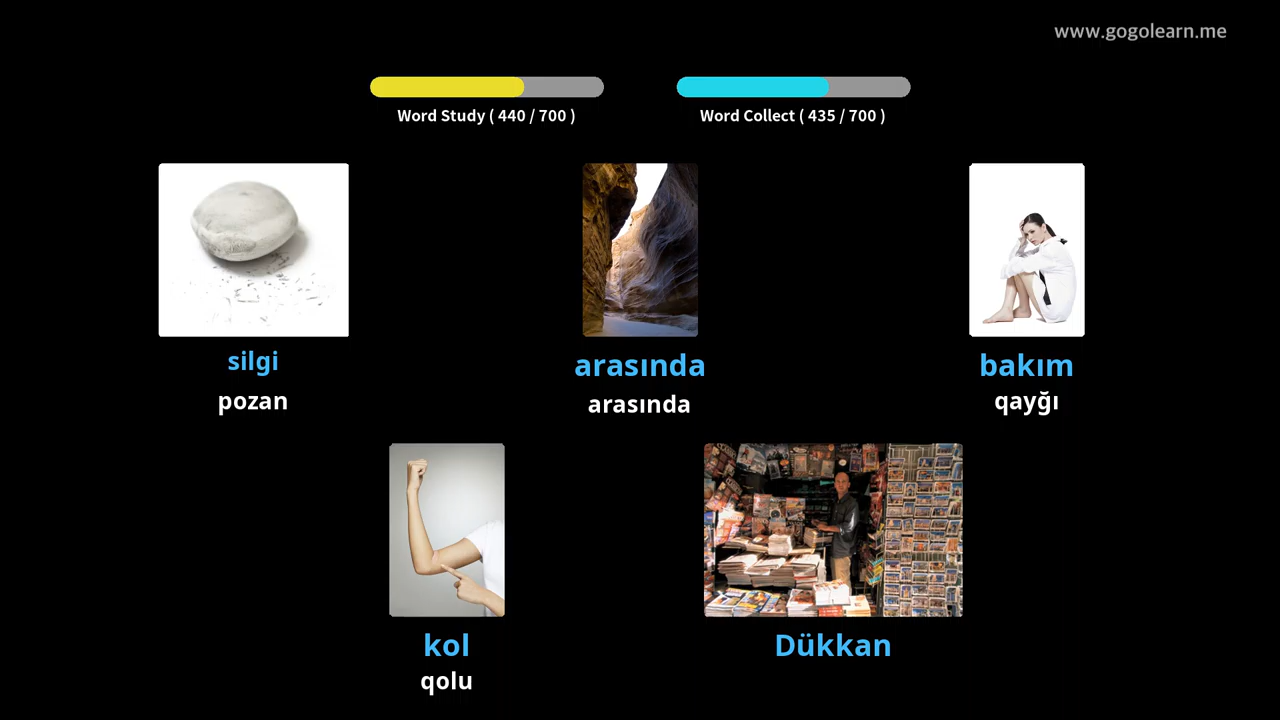 www.gogolearn.me
Word Study ( 440 / 700 )
Word Collect ( 435 / 700 )
silgi
arasında
bakım
pozan
arasında
qayğı
kol
Dükkan
qolu